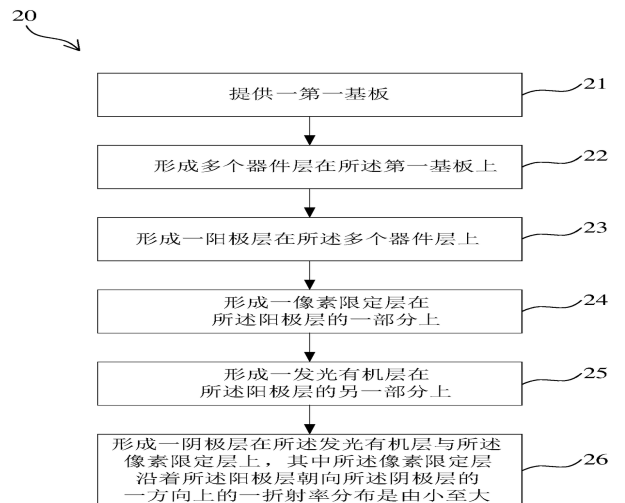 20
提供一第一基板
21
形成多个器件层在所述第一基板上
22
形成一阳极层在所述多个器件层上
23
形成一像素限定层在
所述阳极层的一部分上
24
形成一发光有机层在
所述阳极层的另一部分上
25
形成一阴极层在所述发光有机层与所述
像素限定层上，其中所述像素限定层
沿着所述阳极层朝向所述阴极层的
一方向上的一折射率分布是由小至大
26